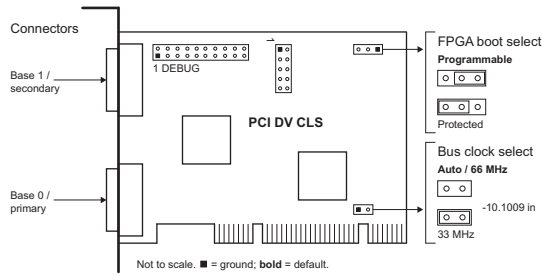 Connectors
FPGA boot select
Programmable
1
Base 1 /
secondary
1 DEBUG
Protected
PCI DV CLS
Bus clock select
Auto / 66 MHz
Base 0 /
primary
-10.1009 in
33 MHz
Not to scale. ■ = ground; bold = default.